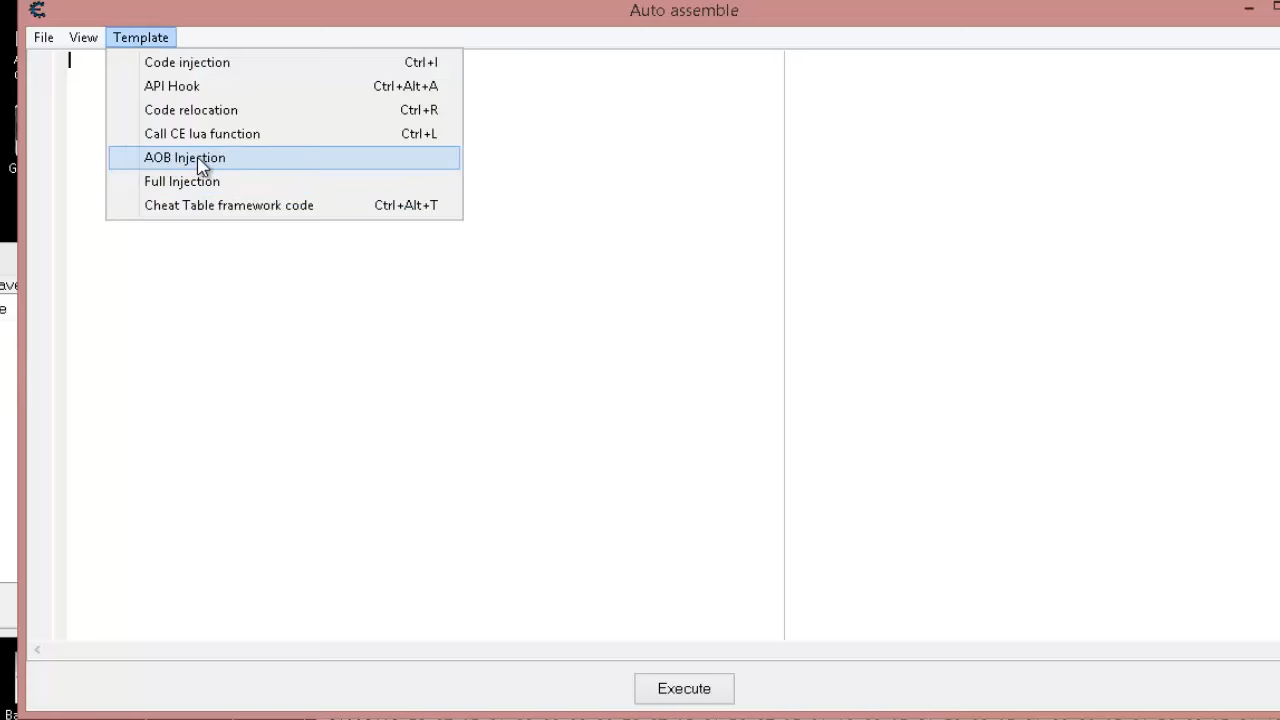 Auto assemble
File View Template
Code injection Ctrl+I
API Hook Ctrl+Alt+A
Code relocation Ctrl+R
Call CE lua function Ctrl+L
AOB Injection
Full Injection
Cheat Table framework code Ctrl+Alt+T
Execute